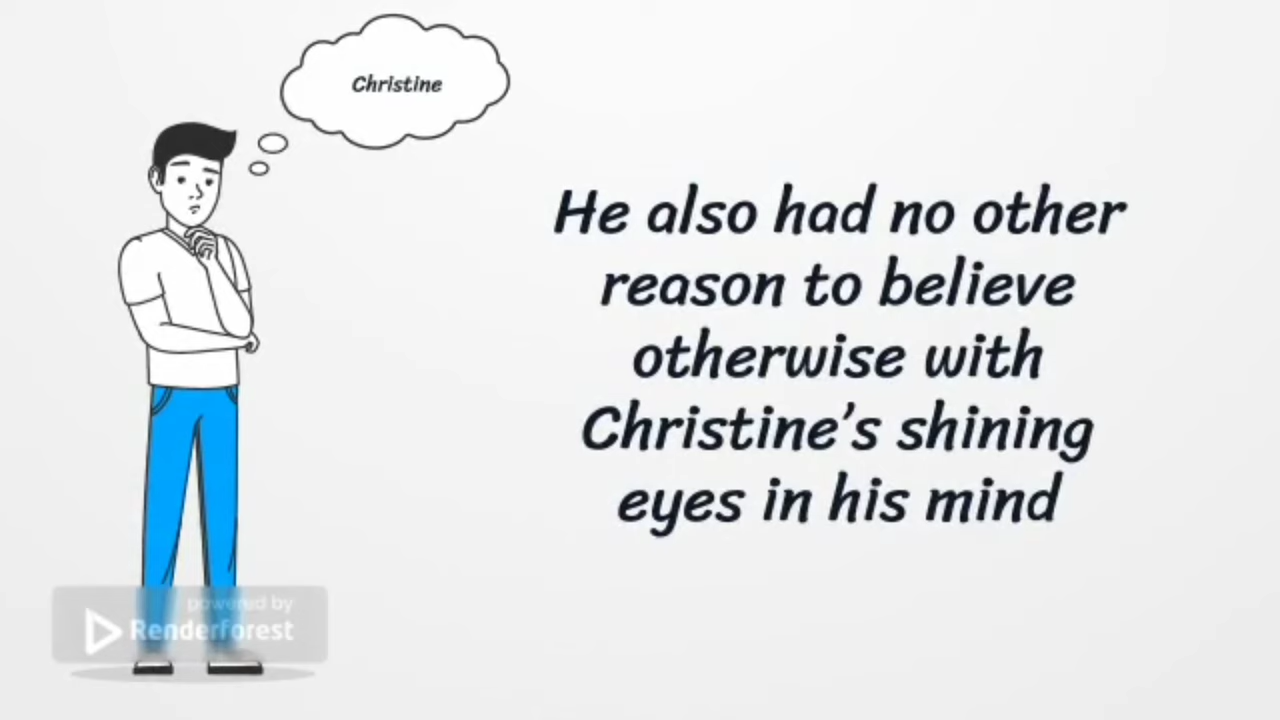 Christine
He also had no other
reason to believe
otherwise with
Christine's shining
eyes in his mind
powered by
Renderforest